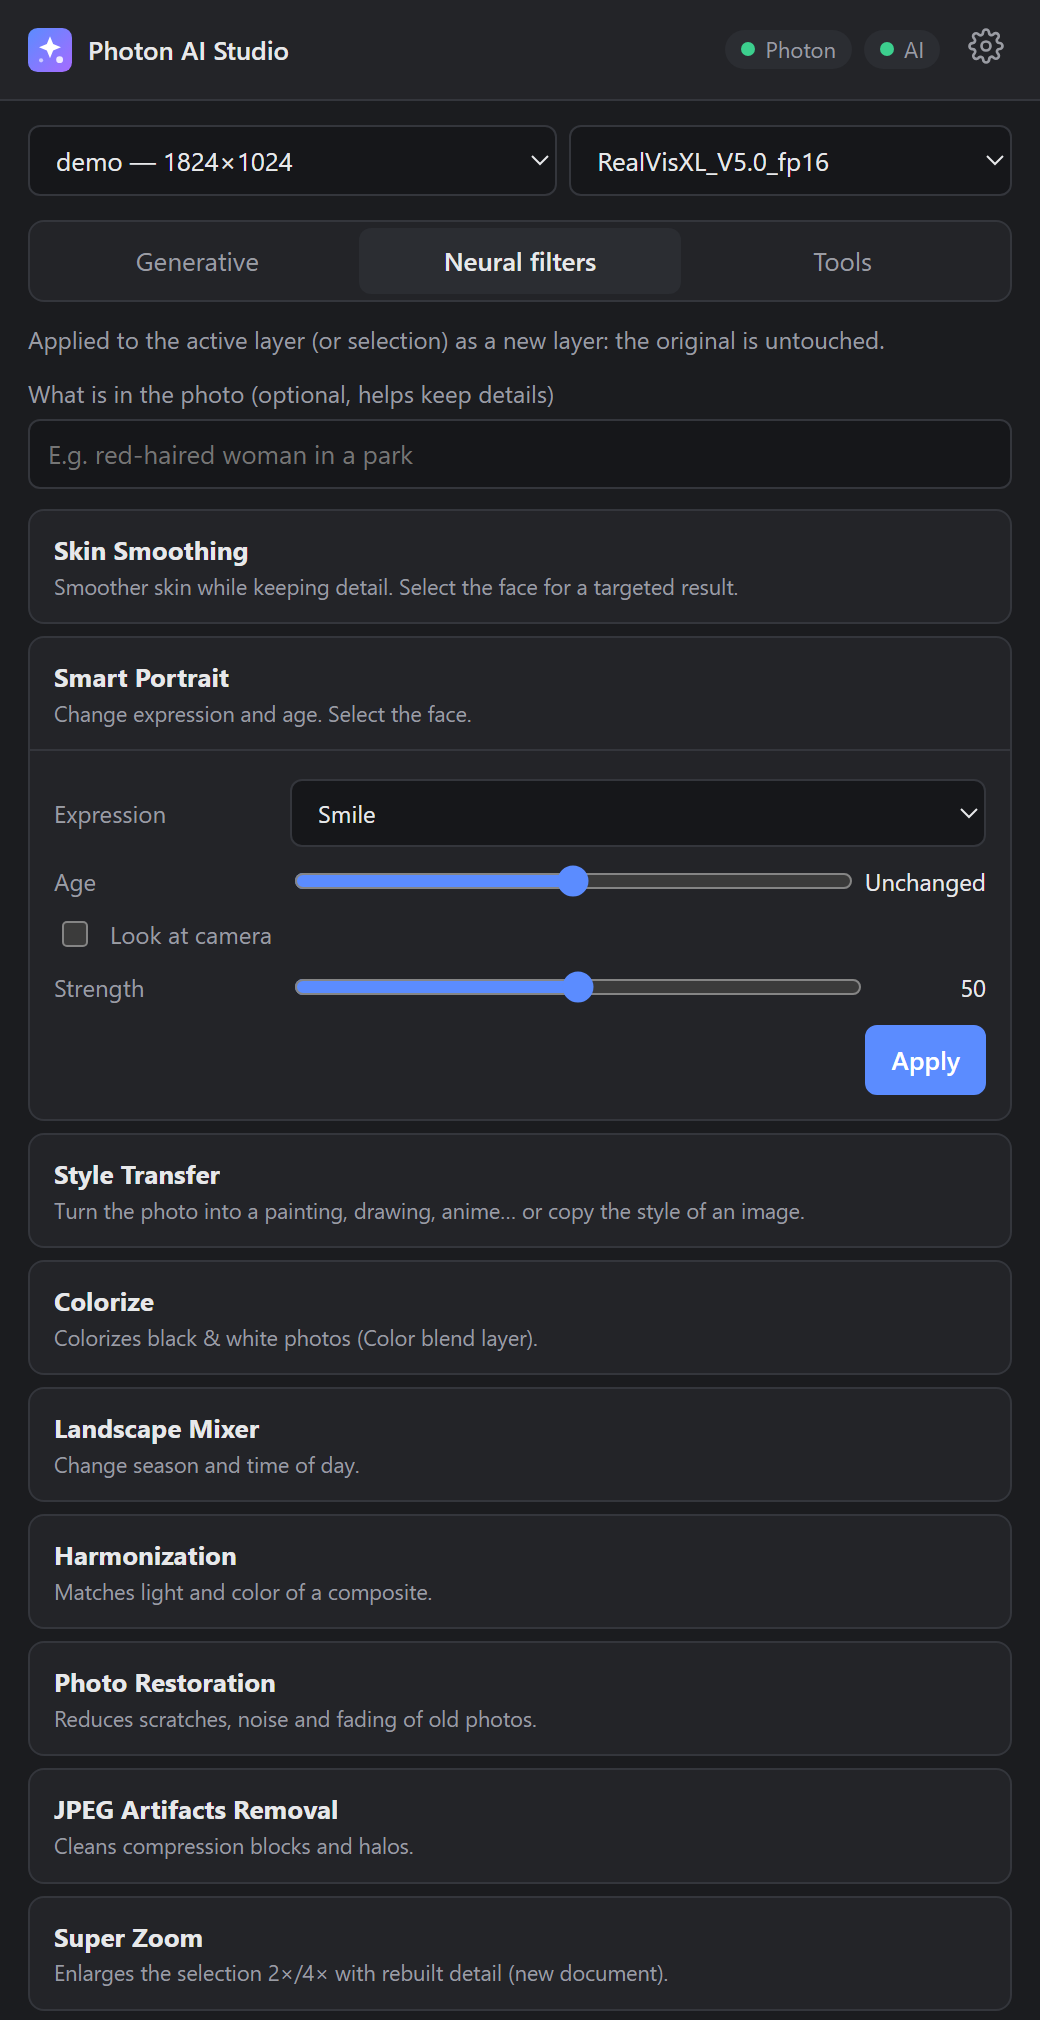 Photon AI Studio
Photon
AI
demo — 1824×1024
RealVisXL_V5.0_fp16
Generative
Neural filters
Tools
Applied to the active layer (or selection) as a new layer: the original is untouched.
What is in the photo (optional, helps keep details)
E.g. red-haired woman in a park
Skin Smoothing
Smoother skin while keeping detail. Select the face for a targeted result.
Smart Portrait
Change expression and age. Select the face.
Expression
Smile
Age
Unchanged
Look at camera
Strength
50
Apply
Style Transfer
Turn the photo into a painting, drawing, anime... or copy the style of an image.
Colorize
Colorizes black & white photos (Color blend layer).
Landscape Mixer
Change season and time of day.
Harmonization
Matches light and color of a composite.
Photo Restoration
Reduces scratches, noise and fading of old photos.
JPEG Artifacts Removal
Cleans compression blocks and halos.
Super Zoom
Enlarges the selection 2×/4× with rebuilt detail (new document).